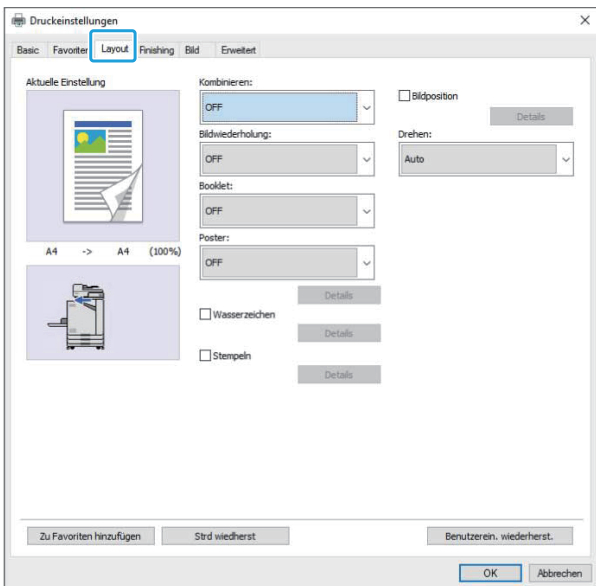 Druckeinstellungen
Basic Favoriten Layout Finishing Bild Erweitert
Aktuelle Einstellung
A4 -> A4 (100%)
Kombinieren:
OFF
Bildwiederholung:
OFF
Booklet:
OFF
Poster:
OFF
Details
Wasserzeichen
Details
Stempeln
Details
Bildposition
Details
Drehen:
Auto
Zu Favoriten hinzufügen Strd wiedherst Benutzerein. wiederherst.
OK Abbrechen